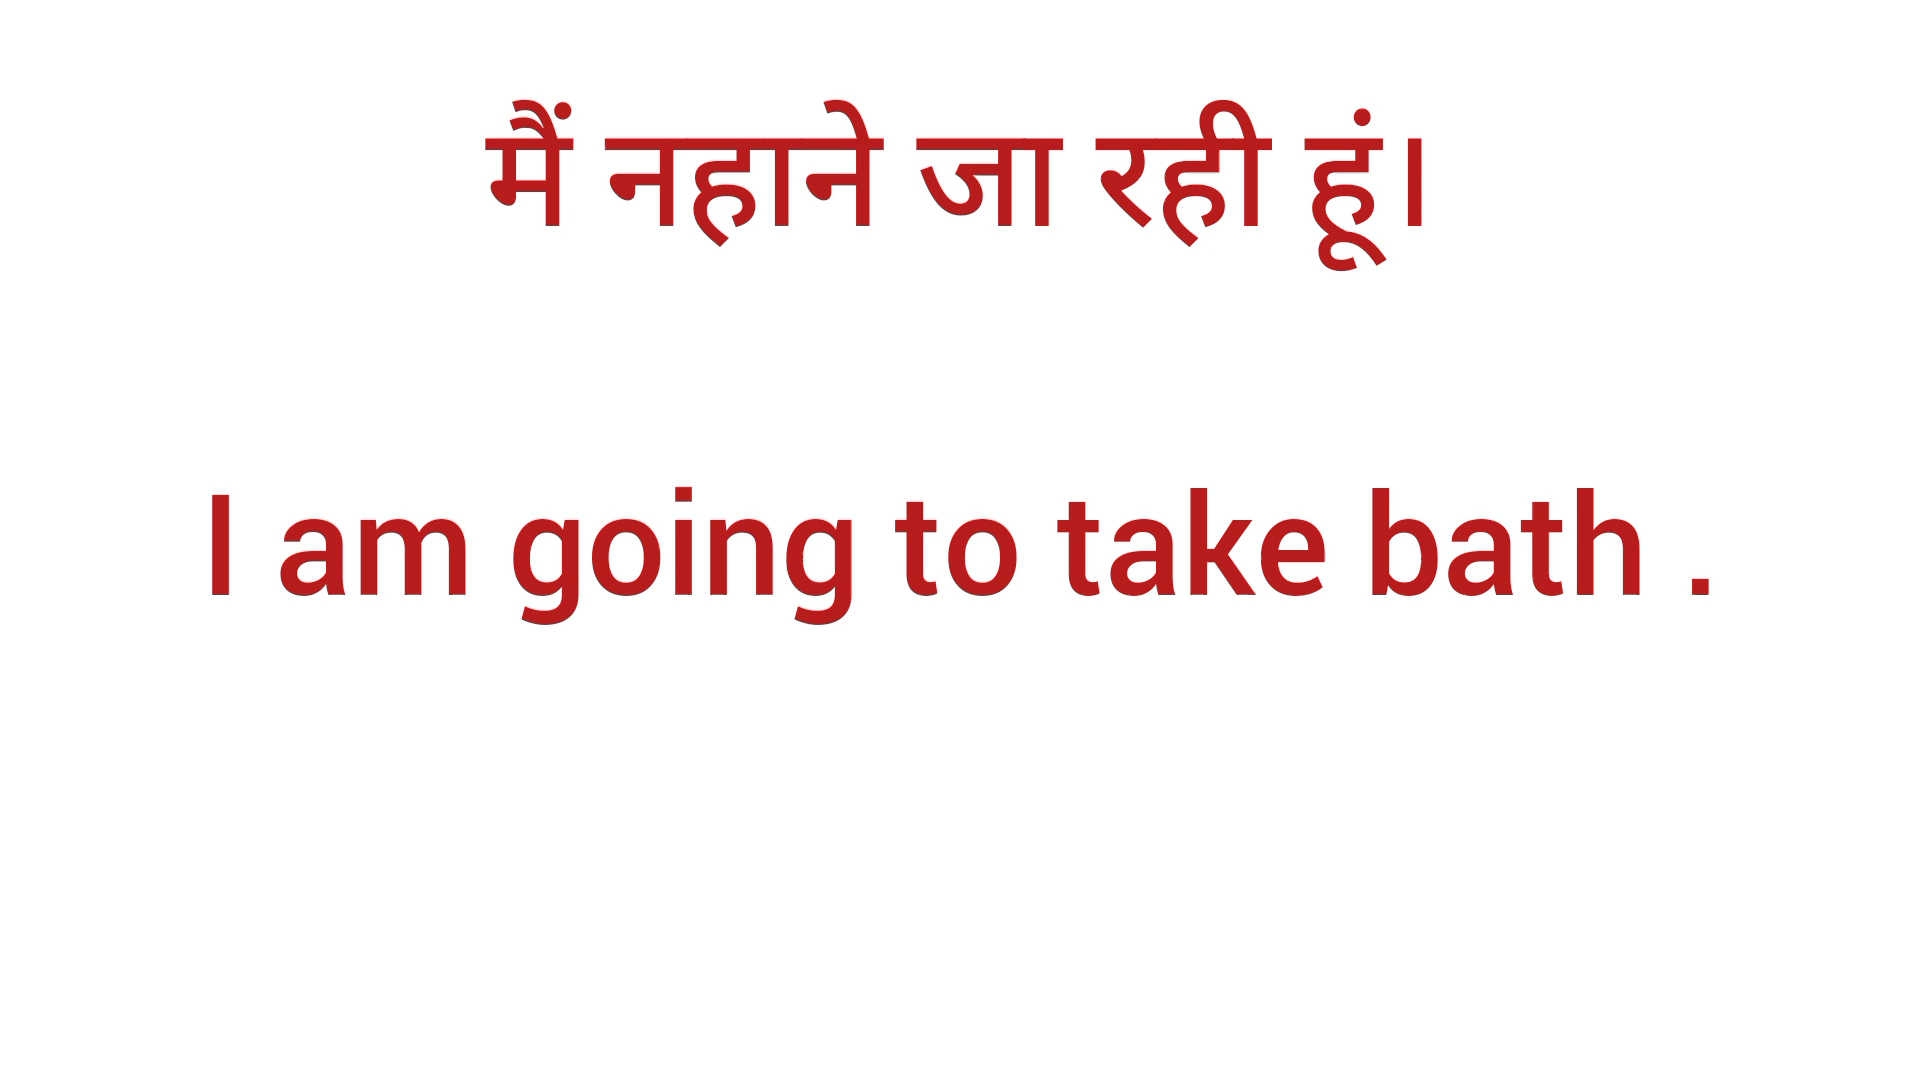 मैं नहाने जा रही हूं।
I am going to take bath .